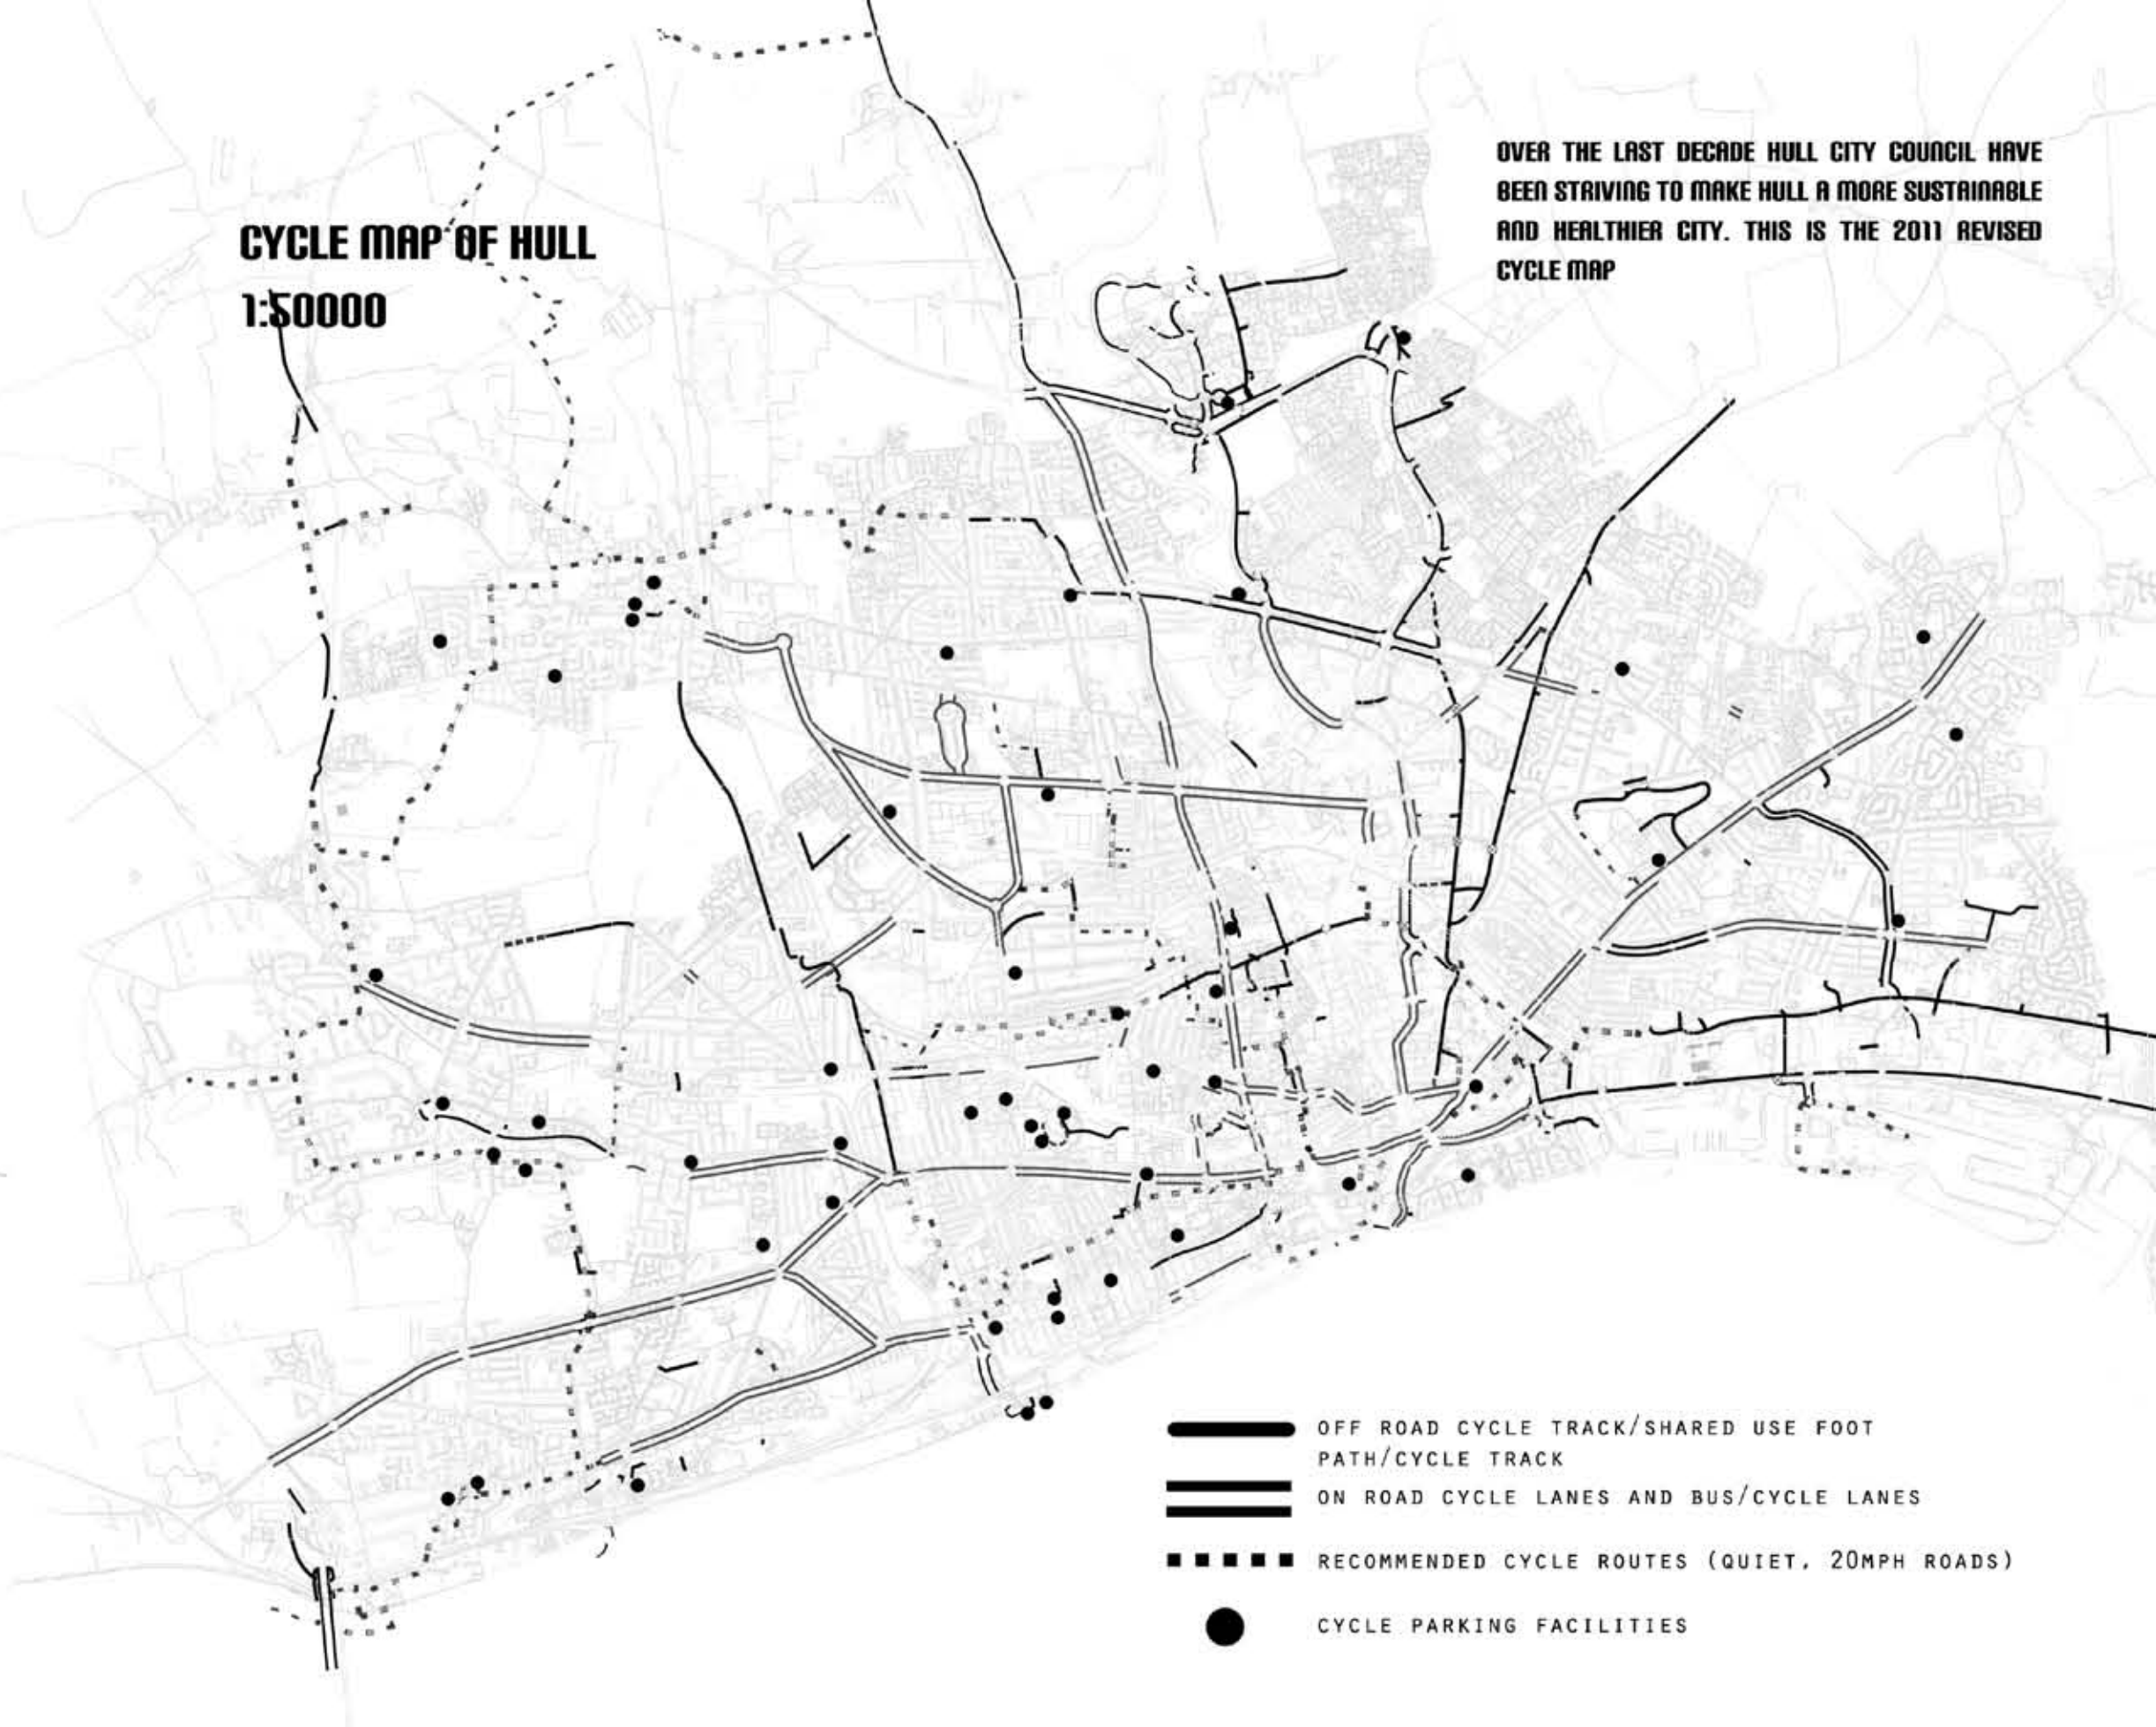 CYCLE MAP OF HULL
1:50000
OVER THE LAST DECADE HULL CITY COUNCIL HAVE
BEEN STRIVING TO MAKE HULL A MORE SUSTAINABLE
AND HEALTHIER CITY. THIS IS THE 2011 REVISED
CYCLE MAP
OFF ROAD CYCLE TRACK/SHARED USE FOOT
PATH/CYCLE TRACK
ON ROAD CYCLE LANES AND BUS/CYCLE LANES
RECOMMENDED CYCLE ROUTES (QUIET, 20MPH ROADS)
CYCLE PARKING FACILITIES